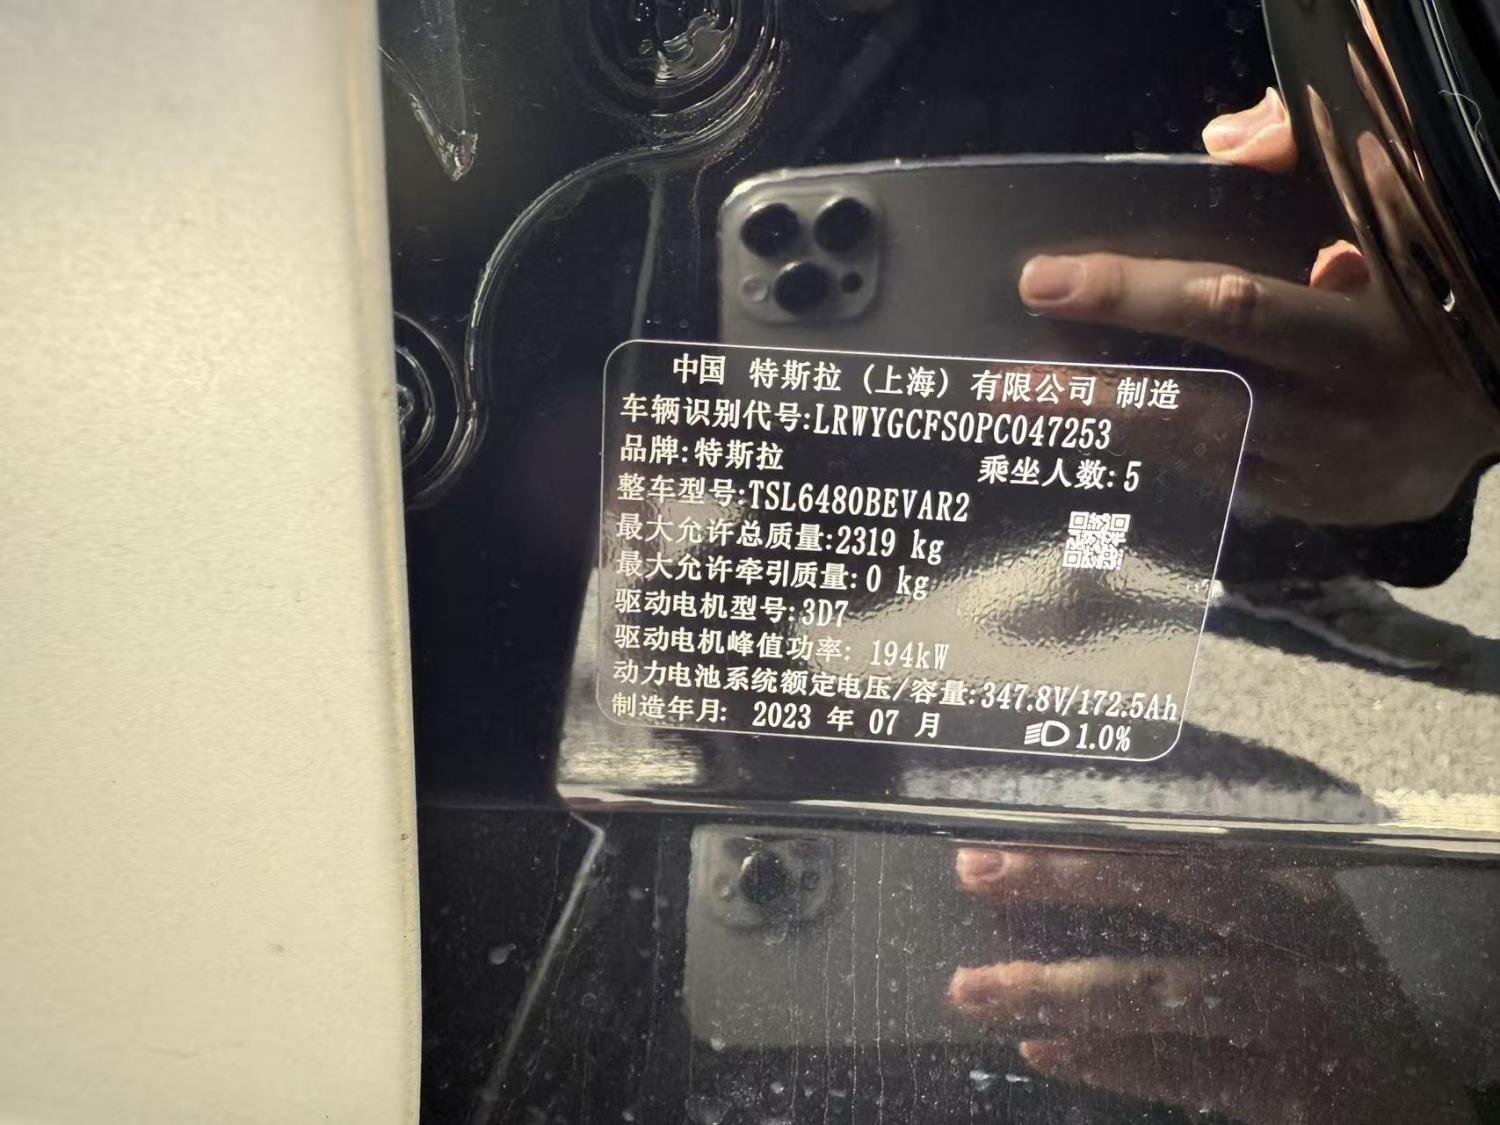 中国 特斯拉（上海）有限公司 制造
车辆识别代号:LRWYGCFS0PC047253
品牌:特斯拉 乘坐人数:5
整车型号:TSL6480BEVAR2
最大允许总质量:2319 kg
最大允许牵引质量:0 kg
驱动电机型号:3D7
驱动电机峰值功率: 194kW
动力电池系统额定电压/容量:347.8V/172.5Ah
制造年月: 2023 年 07 月 1.0%